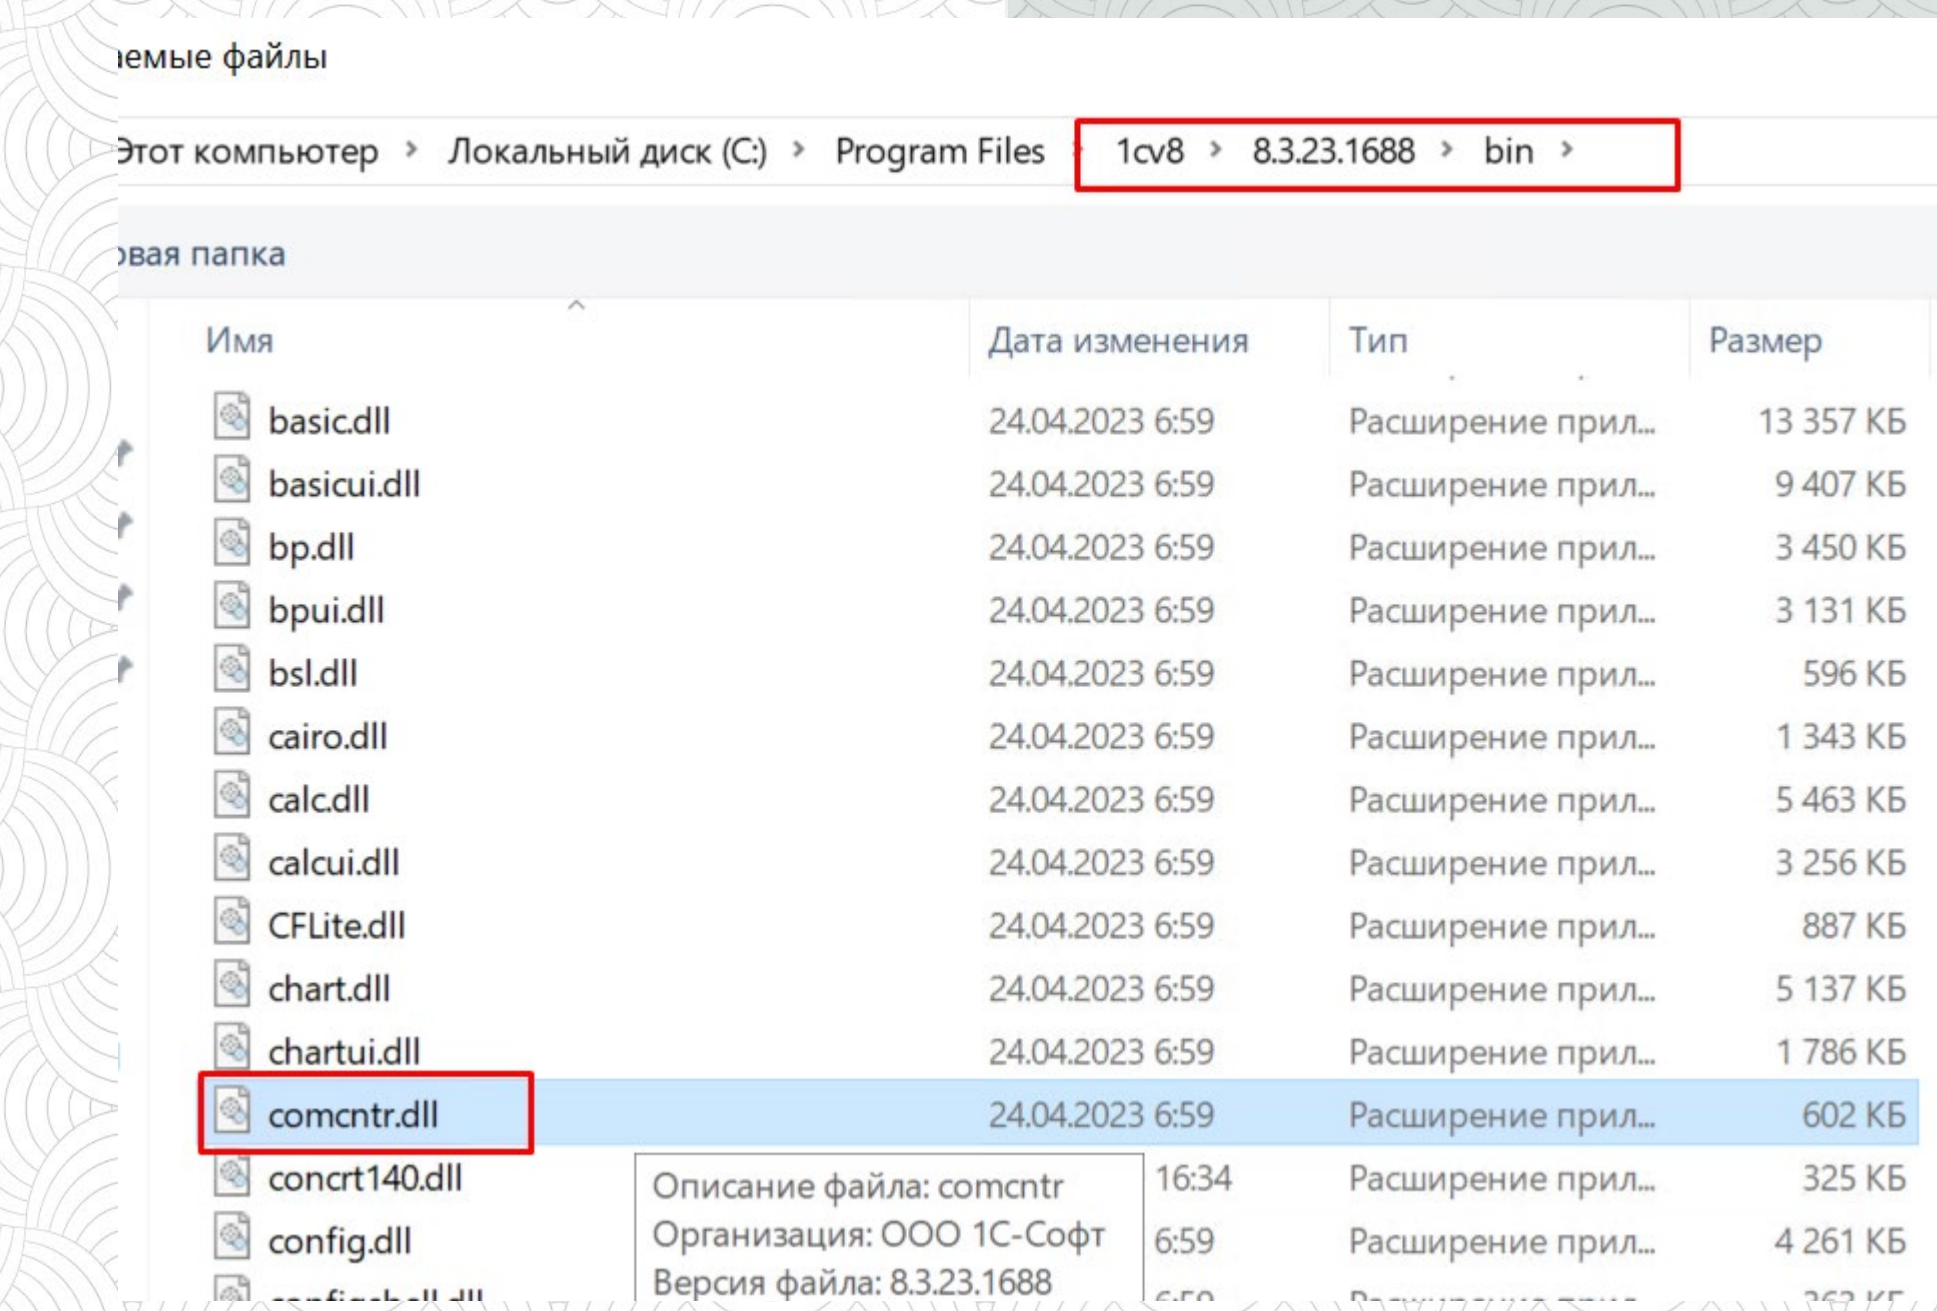 аемые файлы
Этот компьютер > Локальный диск (C:) > Program Files > 1cv8 > 8.3.23.1688 > bin >
овая папка
Имя Дата изменения Тип Размер
basic.dll 24.04.2023 6:59 Расширение прил... 13 357 КБ
basicui.dll 24.04.2023 6:59 Расширение прил... 9 407 КБ
bp.dll 24.04.2023 6:59 Расширение прил... 3 450 КБ
bpui.dll 24.04.2023 6:59 Расширение прил... 3 131 КБ
bsl.dll 24.04.2023 6:59 Расширение прил... 596 КБ
cairo.dll 24.04.2023 6:59 Расширение прил... 1 343 КБ
calc.dll 24.04.2023 6:59 Расширение прил... 5 463 КБ
calcui.dll 24.04.2023 6:59 Расширение прил... 3 256 КБ
CFLite.dll 24.04.2023 6:59 Расширение прил... 887 КБ
chart.dll 24.04.2023 6:59 Расширение прил... 5 137 КБ
chartui.dll 24.04.2023 6:59 Расширение прил... 1 786 КБ
comcntr.dll 24.04.2023 6:59 Расширение прил... 602 КБ
concrt140.dll 16:34 Расширение прил... 325 КБ
config.dll 6:59 Расширение прил... 4 261 КБ
Описание файла: comcntr
Организация: ООО 1С-Софт
Версия файла: 8.3.23.1688